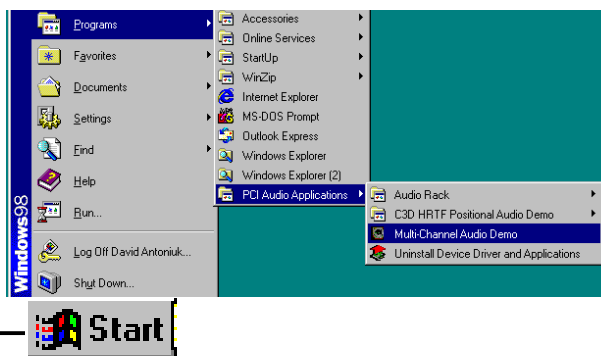 Programs
Favorites
Documents
Settings
Find
Help
Run...
Log Off David Antoniuk...
Shut Down...
Windows98
Accessories
Online Services
StartUp
WinZip
Internet Explorer
MS-DOS Prompt
Outlook Express
Windows Explorer
Windows Explorer (2)
PCI Audio Applications
Audio Rack
C3D HRTF Positional Audio Demo
Multi-Channel Audio Demo
Uninstall Device Driver and Applications
Start